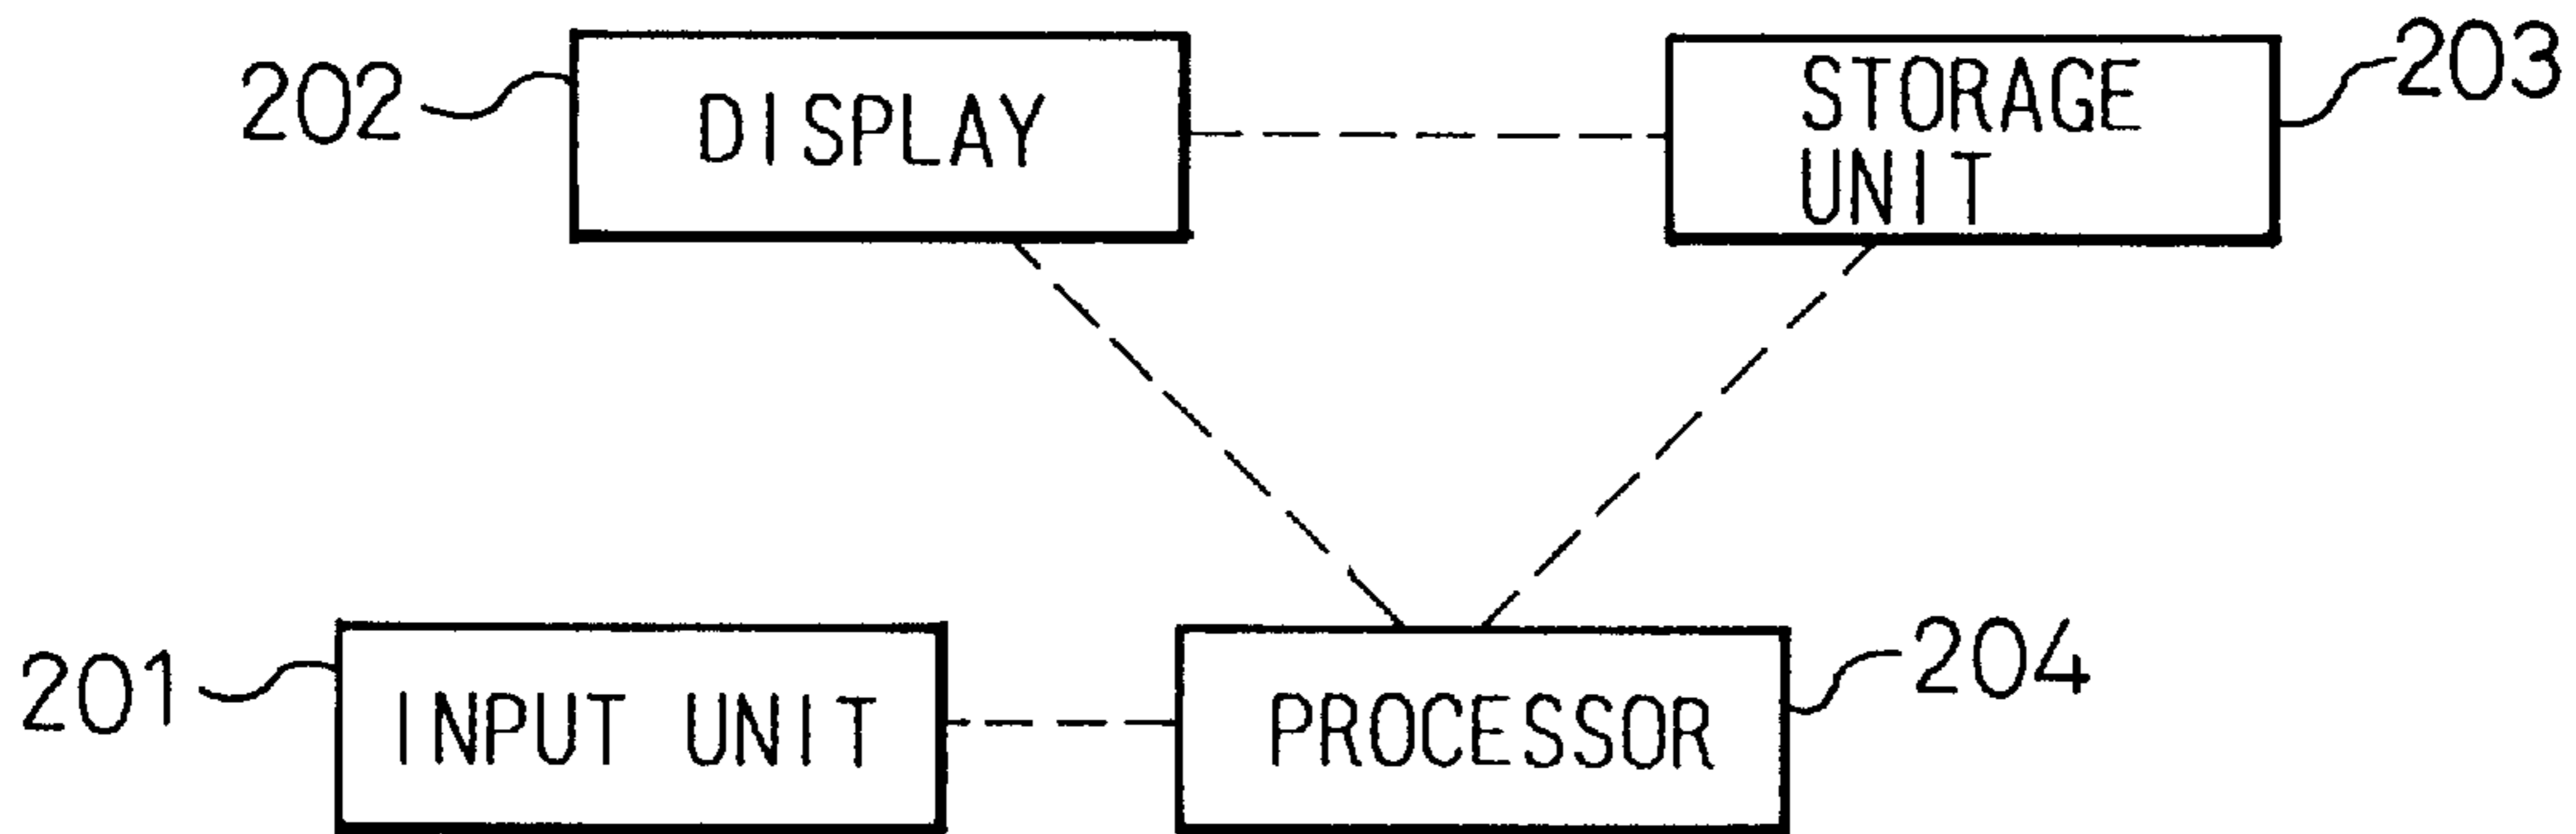 202
DISPLAY
STORAGE
UNIT
203
201
INPUT UNIT
PROCESSOR
204